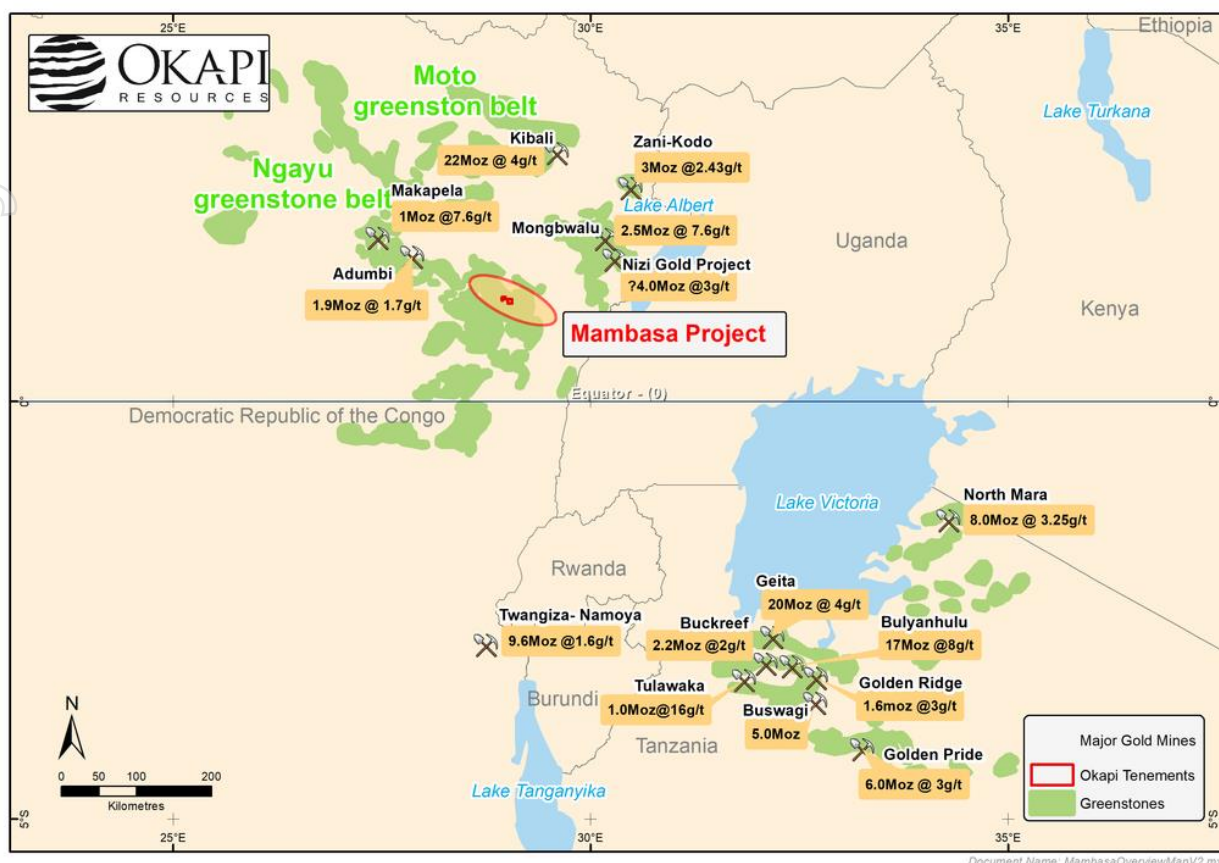 25°E
30°E
35°E
Ethiopia
OKAPI
RESOURCES
Moto
greenston belt
Lake Turkana
Kibali
22Moz @ 4g/t
Zani-Kodo
3Moz @2.43g/t
Ngayu
greenstone belt
Makapela
1Moz @7.6g/t
Lake Albert
Mongbwalu
2.5Moz @ 7.6g/t
Uganda
Nizi Gold Project
?4.0Moz @3g/t
Adumbi
1.9Moz @ 1.7g/t
Kenya
Mambasa Project
Equator - (0)
0°
0°
Democratic Republic of the Congo
Lake Victoria
North Mara
8.0Moz @ 3.25g/t
Rwanda
Geita
20Moz @ 4g/t
Twangiza- Namoya
9.6Moz @1.6g/t
Buckreef
2.2Moz @2g/t
Bulyanhulu
17Moz @8g/t
Tulawaka
1.0Moz@16g/t
Golden Ridge
1.6moz @3g/t
Burundi
Buswagi
5.0Moz
Tanzania
Golden Pride
6.0Moz @ 3g/t
N
0 50 100 200
Kilometres
Lake Tanganyika
Major Gold Mines
Okapi Tenements
Greenstones
5°S
5°S
25°E
30°E
35°E
Document Name: MambasaOverviewMapV2.m